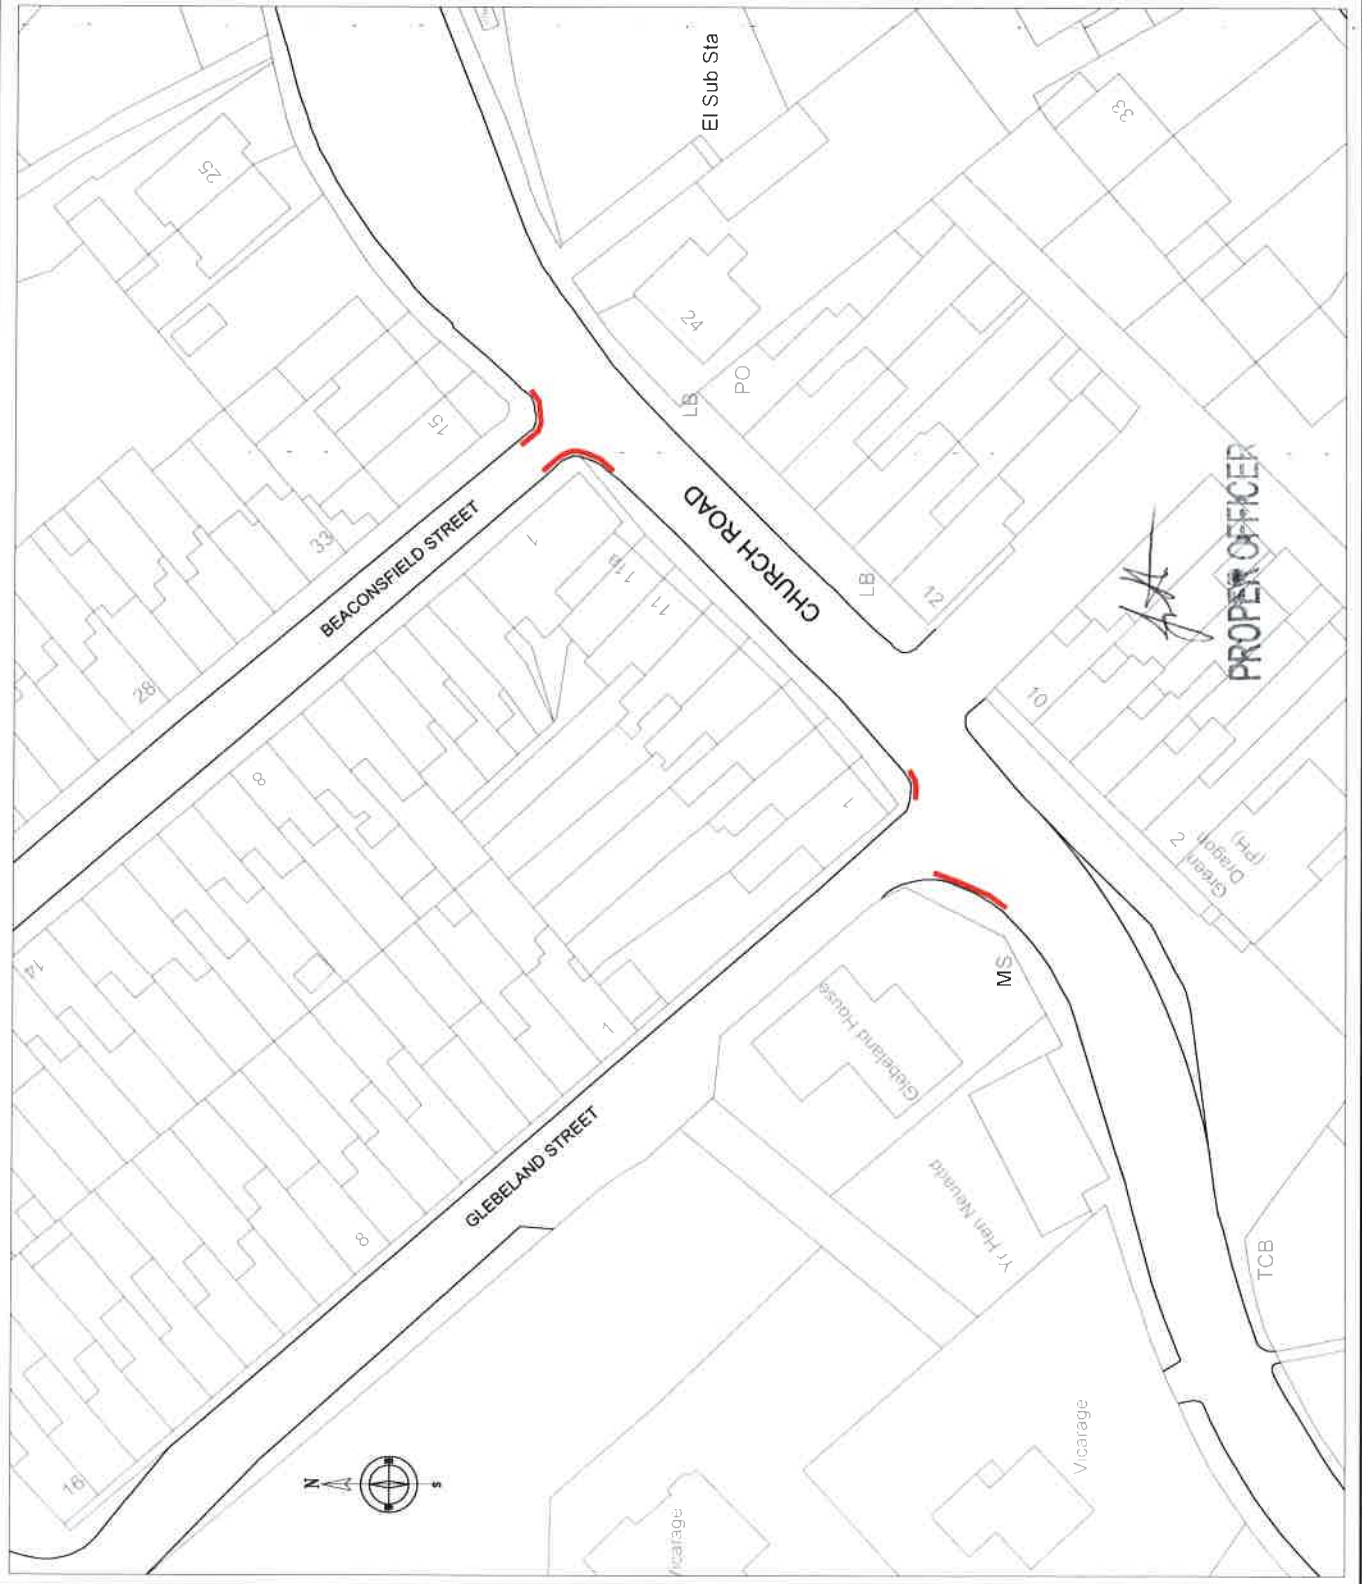 El Sub Sta
33
25
24
PO
LB
15
33
BEACONSFIELD STREET
1
11B
11
CHURCH ROAD
LB
12
28
8
10
PROPER OFFICER
1
2
Green
Dragon
(PH)
14
MS
Glebeland House
1
GLEBELAND STREET
Yr Hen Neuadd
8
TCB
16
N
S
Vicarage